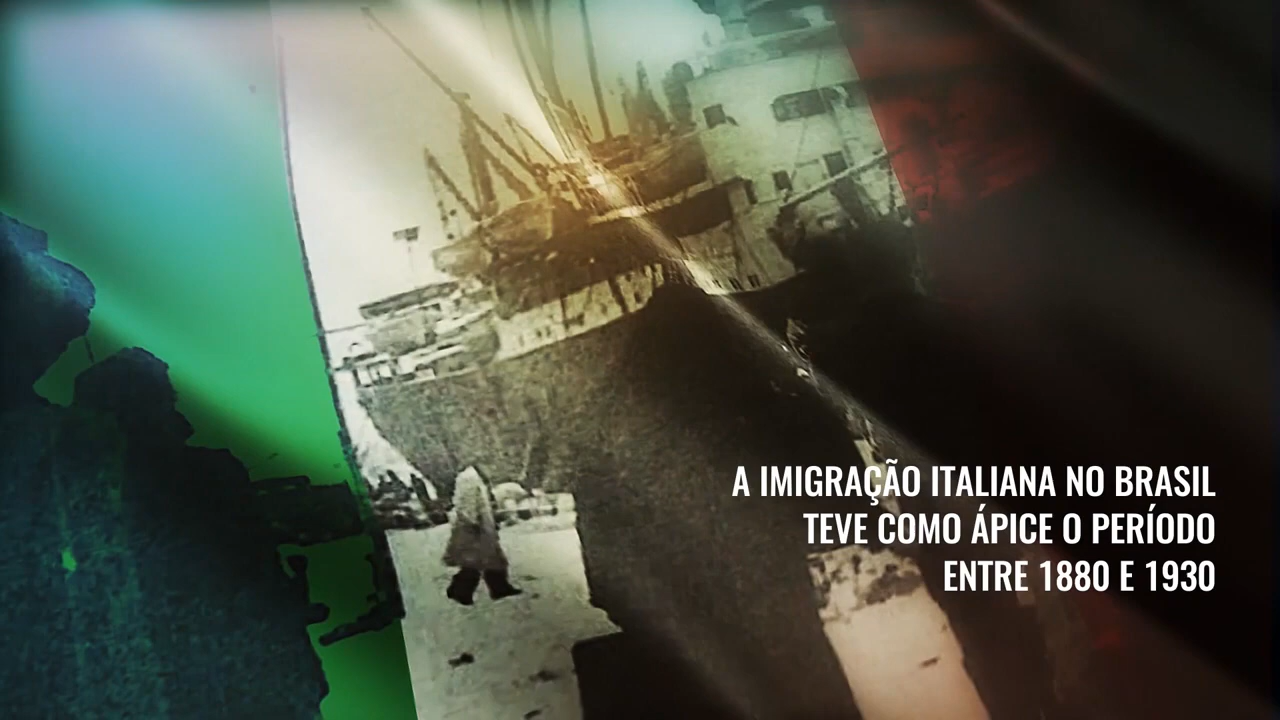 A IMIGRAÇÃO ITALIANA NO BRASIL
TEVE COMO ÁPICE O PERÍODO
ENTRE 1880 E 1930